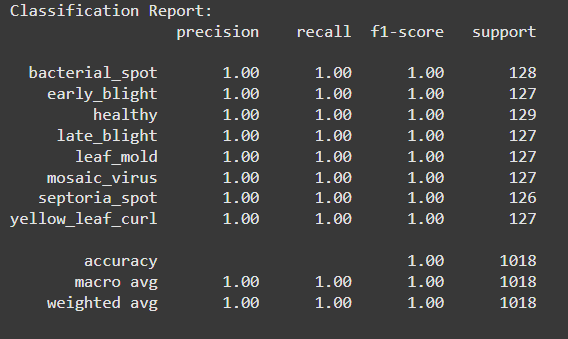 Classification Report:
precision recall f1-score support
bacterial_spot 1.00 1.00 1.00 128
early_blight 1.00 1.00 1.00 127
healthy 1.00 1.00 1.00 129
late_blight 1.00 1.00 1.00 127
leaf_mold 1.00 1.00 1.00 127
mosaic_virus 1.00 1.00 1.00 127
septoria_spot 1.00 1.00 1.00 126
yellow_leaf_curl 1.00 1.00 1.00 127
accuracy 1.00 1018
macro avg 1.00 1.00 1.00 1018
weighted avg 1.00 1.00 1.00 1018